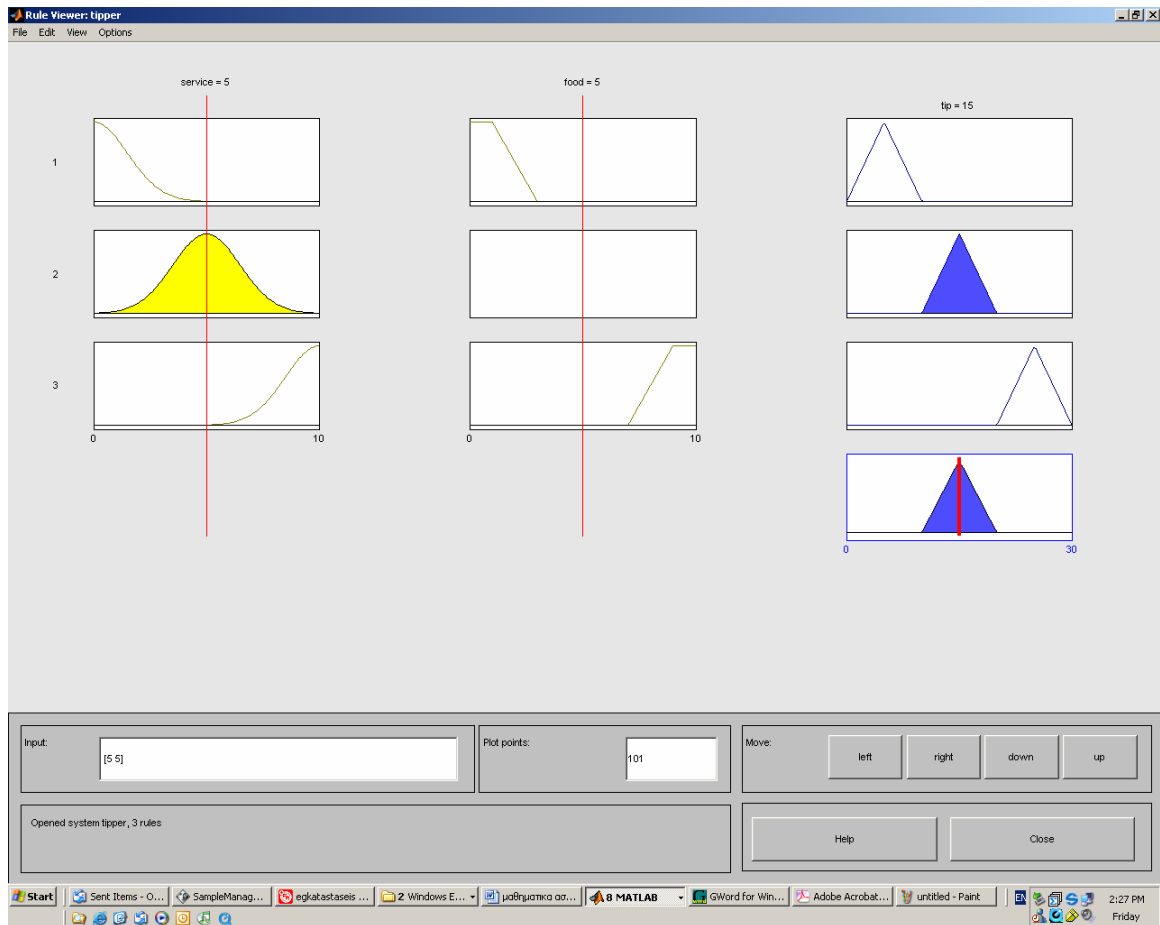 Rule Viewer: tipper
File Edit View Options
service = 5 food = 5
tip = 15
1
2
3
0 10 0 10
0 30
Input: [5 5] Plot points: 101 Move: left right down up
Opened system tipper, 3 rules
Help Close
Start Sent Items - O... SampleManag... egkatastaseis ... 2 Windows E... μαθηματικα ασ... 8 MATLAB GWord for Win... Adobe Acrobat... untitled - Paint EN 2:27 PM
Friday